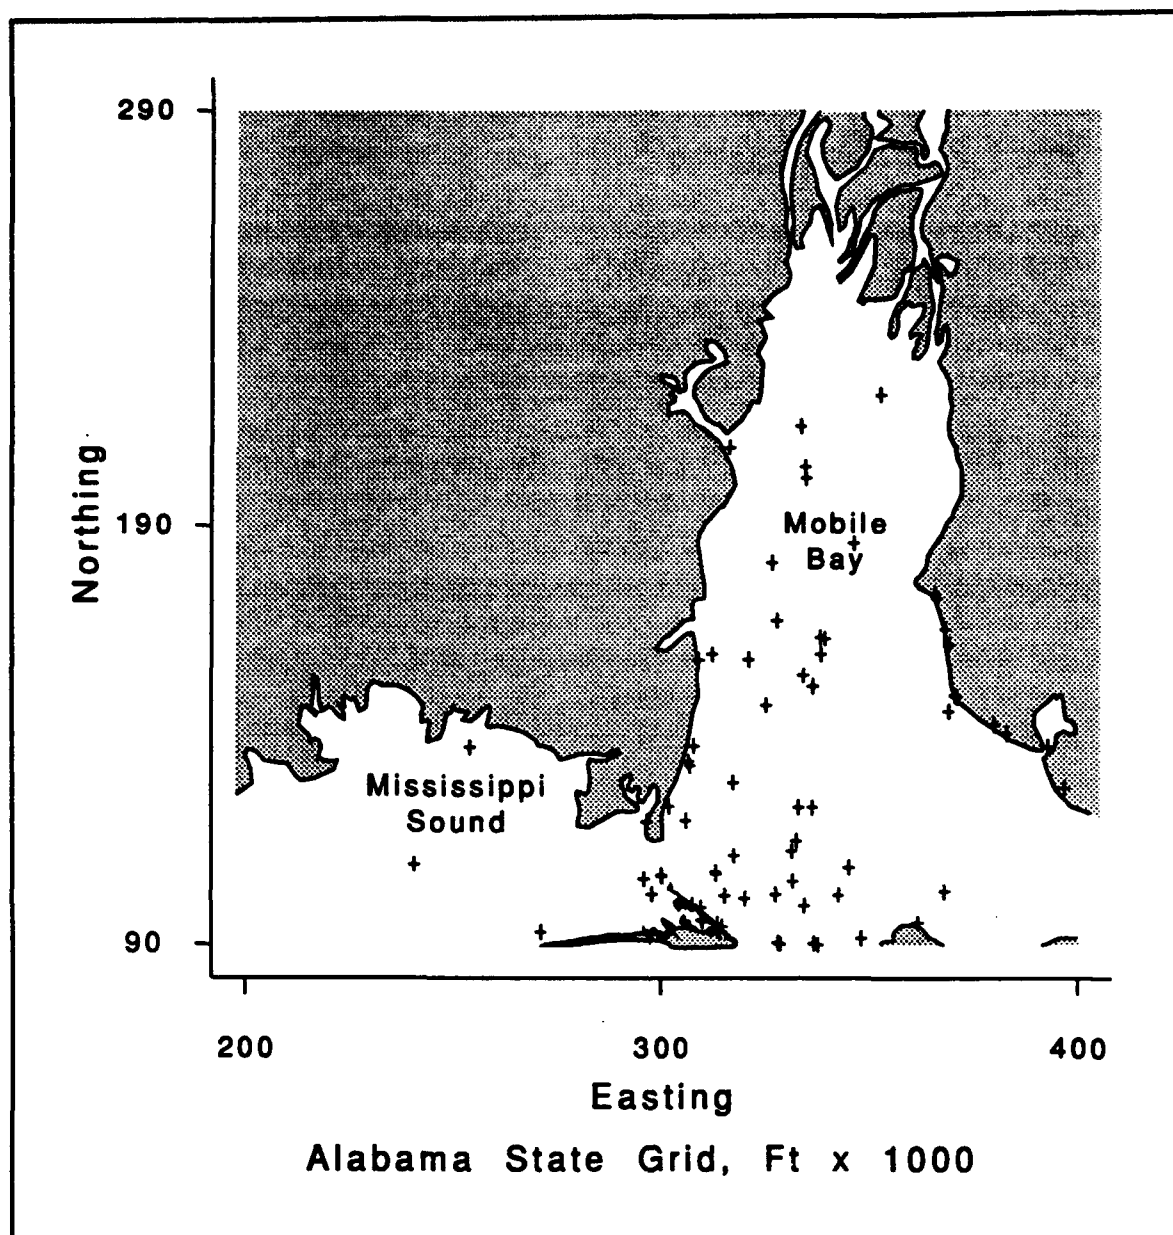 290
190
90
Northing
Mobile
Bay
Mississippi
Sound
200 300 400
Easting
Alabama State Grid, Ft x 1000